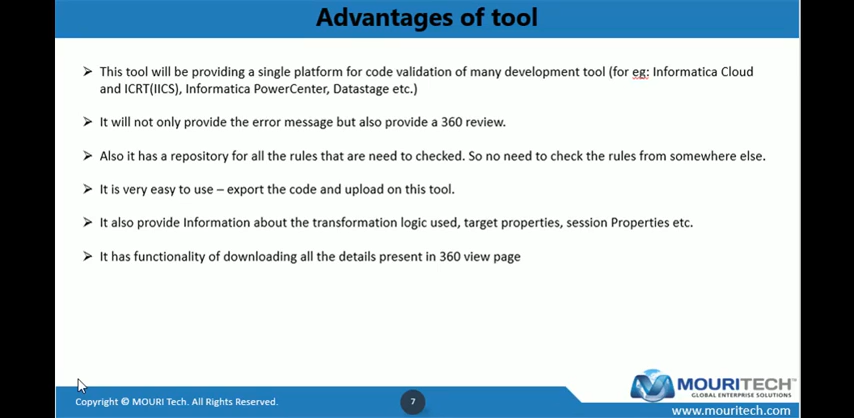 Advantages of tool
➢ This tool will be providing a single platform for code validation of many development tool (for eg: Informatica Cloud
and ICRT(IICS), Informatica PowerCenter, Datastage etc.)
➢ It will not only provide the error message but also provide a 360 review.
➢ Also it has a repository for all the rules that are need to checked. So no need to check the rules from somewhere else.
➢ It is very easy to use – export the code and upload on this tool.
➢ It also provide Information about the transformation logic used, target properties, session Properties etc.
➢ It has functionality of downloading all the details present in 360 view page
MOURITECH™
GLOBAL ENTERPRISE SOLUTIONS
Copyright © MOURI Tech. All Rights Reserved.
7
www.mouritech.com